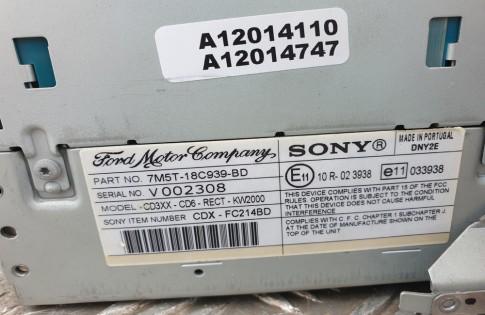 A12014110
A12014747
Ford Motor Company
PART NO. 7M5T-18C939-BD
SERIAL NO. V 002308
MODEL -CD3XX - CD6 - RECT - KW2000
SONY ITEM NUMBER CDX - FC214BD
SONY®
MADE IN PORTUGAL
DNY2E
E11 10 R- 02 3938
e11 033938
THIS DEVICE COMPLIES WITH PART 15 OF THE FCC
RULES. OPERATION IS SUBJECT TO THE CONDITION
THAT THIS DEVICE DOES NOT CAUSE HARMFUL
INTERFERENCE
COMPLIES WITH C. F. C. CHAPTER 1 SUBCHAPTER J.
AT THE DATE OF MANUFACTURE SHOWN ON THE
TOP OF THE UNIT